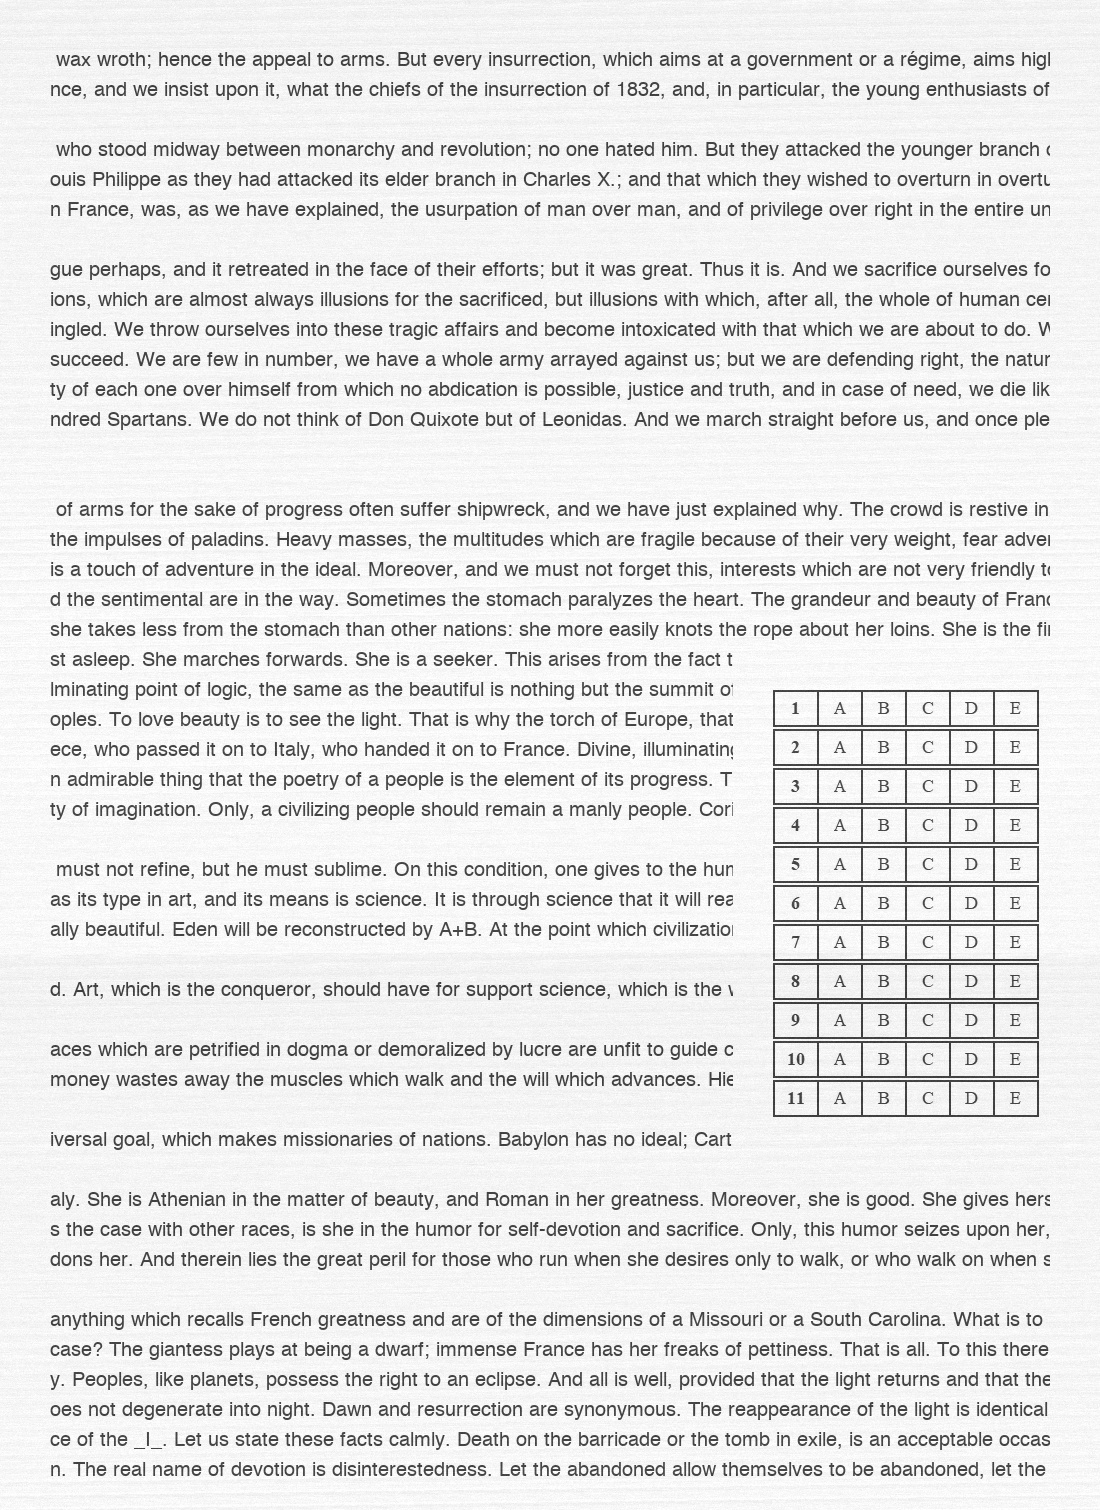 wax wroth; hence the appeal to arms. But every insurrection, which aims at a government or a régime, aims
nce, and we insist upon it, what the chiefs of the insurrection of 1832, and, in particular, the young enthusiasts of
who stood midway between monarchy and revolution; no one hated him. But they attacked the younger branch
ouis Philippe as they had attacked its elder branch in Charles X.; and that which they wished to overturn in overtu
n France, was, as we have explained, the usurpation of man over man, and of privilege over right in the entire un
gue perhaps, and it retreated in the face of their efforts; but it was great. Thus it is. And we sacrifice ourselves fo
ions, which are almost always illusions for the sacrificed, but illusions with which, after all, the whole of human cer
ingled. We throw ourselves into these tragic affairs and become intoxicated with that which we are about to do.
succeed. We are few in number, we have a whole army arrayed against us; but we are defending right, the natur
ty of each one over himself from which no abdication is possible, justice and truth, and in case of need, we die lik
ndred Spartans. We do not think of Don Quixote but of Leonidas. And we march straight before us, and once ple
of arms for the sake of progress often suffer shipwreck, and we have just explained why. The crowd is restive in
the impulses of paladins. Heavy masses, the multitudes which are fragile because of their very weight, fear adver
is a touch of adventure in the ideal. Moreover, and we must not forget this, interests which are not very friendly to
d the sentimental are in the way. Sometimes the stomach paralyzes the heart. The grandeur and beauty of Franc
she takes less from the stomach than other nations: she more easily knots the rope about her loins. She is the fir
st asleep. She marches forwards. She is a seeker. This arises from the fact t
lminating point of logic, the same as the beautiful is nothing but the summit of
oples. To love beauty is to see the light. That is why the torch of Europe, that
ece, who passed it on to Italy, who handed it on to France. Divine, illuminating
n admirable thing that the poetry of a people is the element of its progress. T
ty of imagination. Only, a civilizing people should remain a manly people. Cori
must not refine, but he must sublime. On this condition, one gives to the hum
as its type in art, and its means is science. It is through science that it will rea
ally beautiful. Eden will be reconstructed by A+B. At the point which civilization
d. Art, which is the conqueror, should have for support science, which is the
aces which are petrified in dogma or demoralized by lucre are unfit to guide c
money wastes away the muscles which walk and the will which advances. Hie
iversal goal, which makes missionaries of nations. Babylon has no ideal; Cart
1 A B C D E
2 A B C D E
3 A B C D E
4 A B C D E
5 A B C D E
6 A B C D E
7 A B C D E
8 A B C D E
9 A B C D E
10 A B C D E
11 A B C D E
aly. She is Athenian in the matter of beauty, and Roman in her greatness. Moreover, she is good. She gives hers
s the case with other races, is she in the humor for self-devotion and sacrifice. Only, this humor seizes upon her,
dons her. And therein lies the great peril for those who run when she desires only to walk, or who walk on when s
anything which recalls French greatness and are of the dimensions of a Missouri or a South Carolina. What is to
case? The giantess plays at being a dwarf; immense France has her freaks of pettiness. That is all. To this there
y. Peoples, like planets, possess the right to an eclipse. And all is well, provided that the light returns and that the
oes not degenerate into night. Dawn and resurrection are synonymous. The reappearance of the light is identical
ce of the _I_. Let us state these facts calmly. Death on the barricade or the tomb in exile, is an acceptable occas
n. The real name of devotion is disinterestedness. Let the abandoned allow themselves to be abandoned, let the